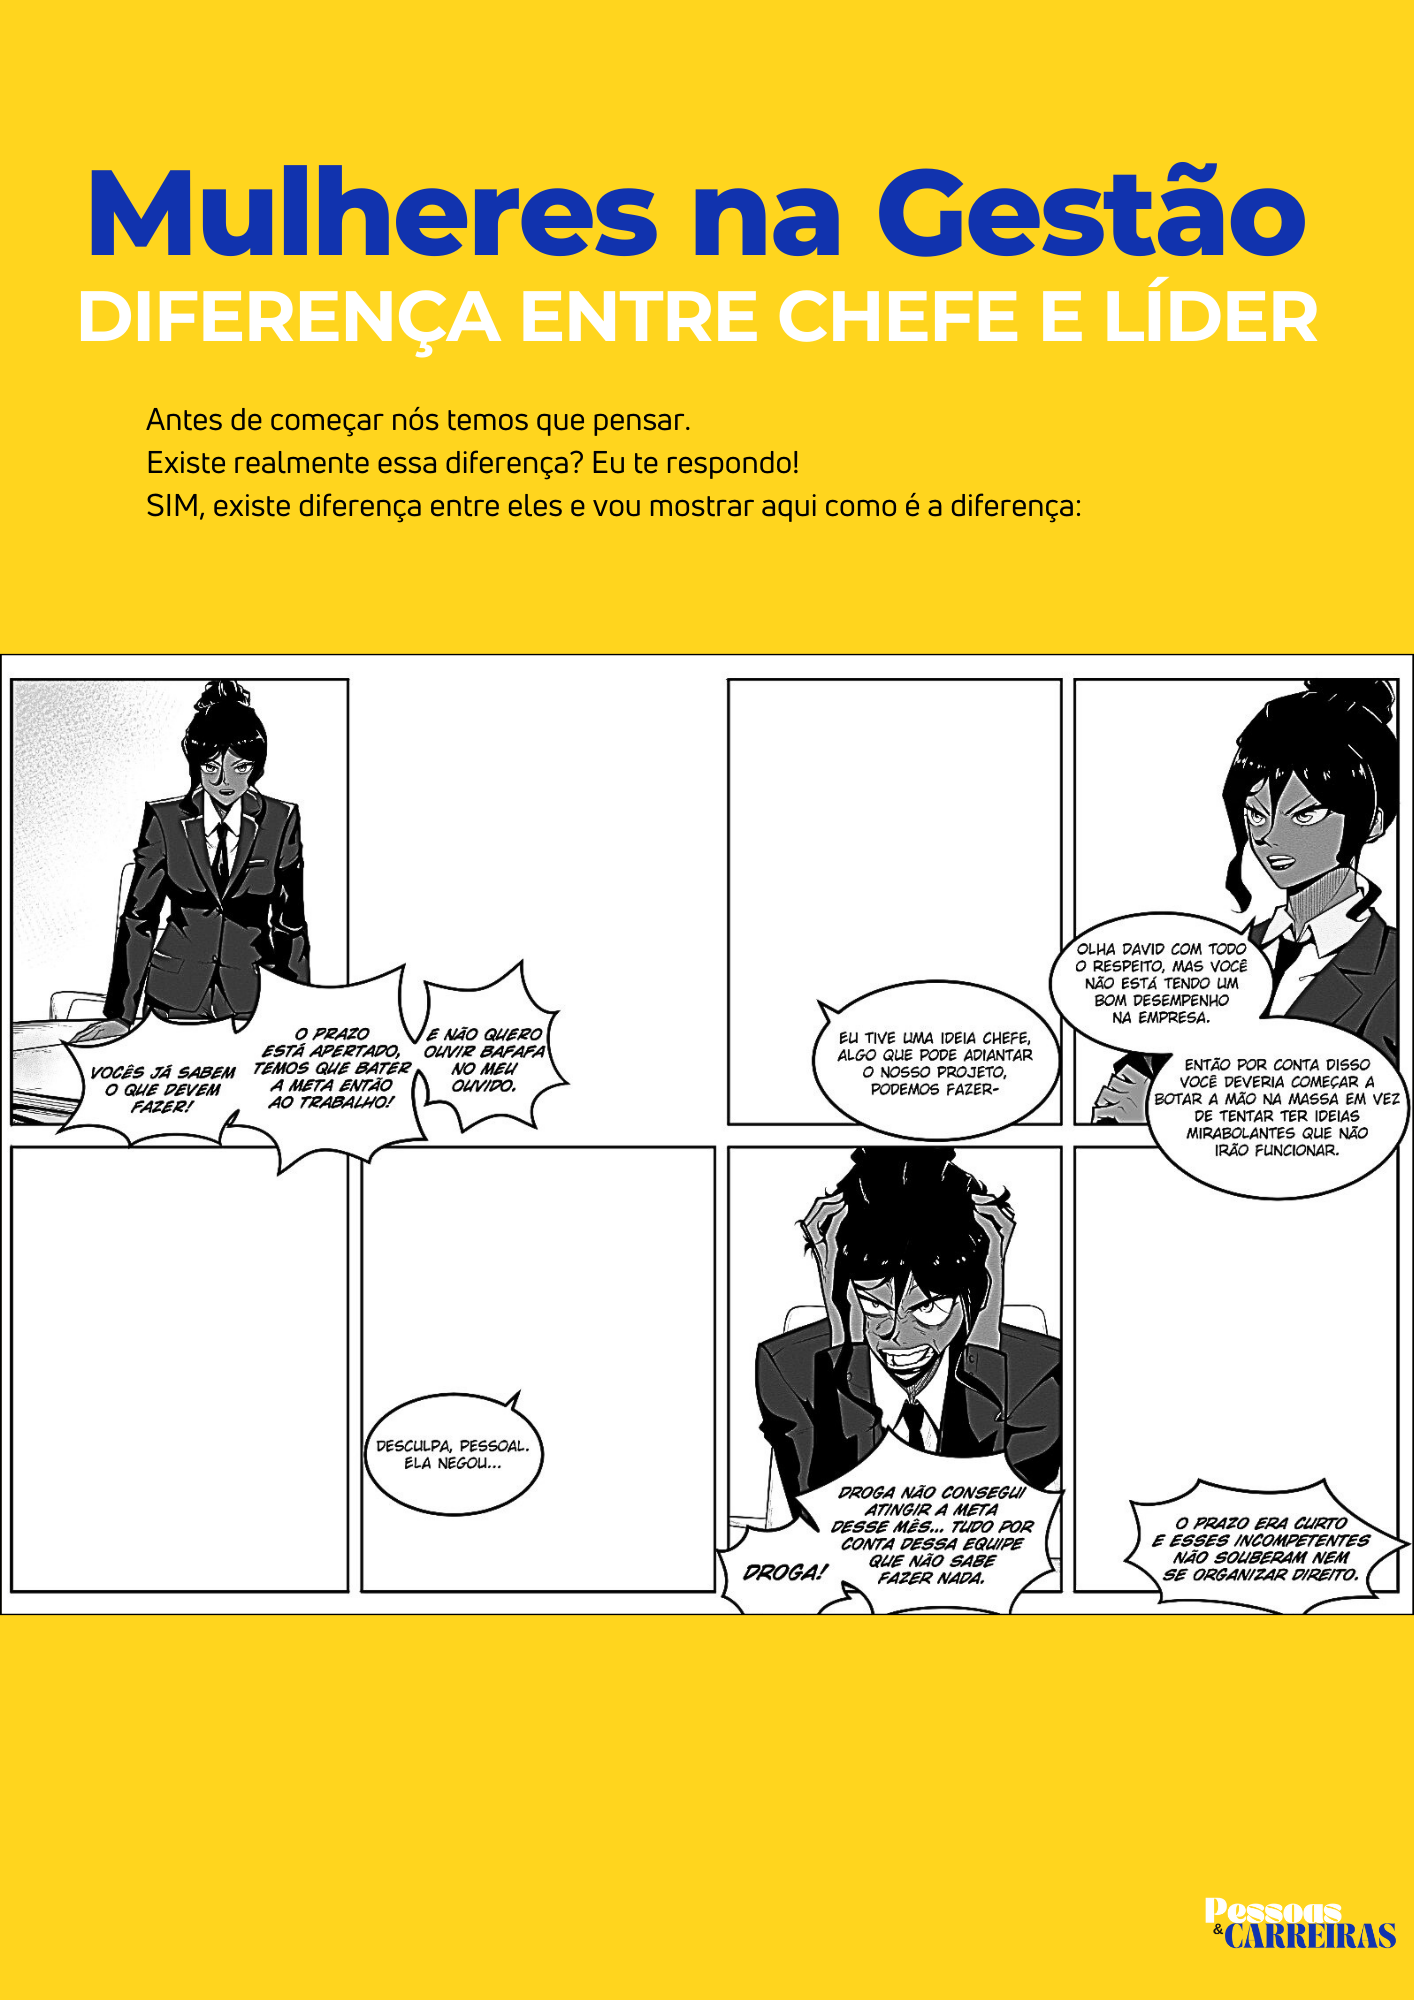 Mulheres na Gestão
DIFERENÇA ENTRE CHEFE E LÍDER
Antes de começar nós temos que pensar.
Existe realmente essa diferença? Eu te respondo!
SIM, existe diferença entre eles e vou mostrar aqui como é a diferença:
VOCÊS JÁ SABEM
O QUE DEVEM
FAZER!
O PRAZO
ESTÁ APERTADO,
TEMOS QUE BATER
A META ENTÃO
AO TRABALHO!
E NÃO QUERO
OUVIR BAFAFA
NO MEU
OUVIDO.
EU TIVE UMA IDEIA CHEFE,
ALGO QUE PODE ADIANTAR
O NOSSO PROJETO,
PODEMOS FAZER-
OLHA DAVID COM TODO
O RESPEITO, MAS VOCÊ
NÃO ESTÁ TENDO UM
BOM DESEMPENHO
NA EMPRESA.
ENTÃO POR CONTA DISSO
VOCÊ DEVERIA COMEÇAR A
BOTAR A MÃO NA MASSA EM VEZ
DE TENTAR TER IDEIAS
MIRABOLANTES QUE NÃO
IRÃO FUNCIONAR.
DESCULPA, PESSOAL.
ELA NEGOU...
DROGA!
DROGA NÃO CONSEGUI
ATINGIR A META
DESSE MÊS... TUDO POR
CONTA DESSA EQUIPE
QUE NÃO SABE
FAZER NADA.
O PRAZO ERA CURTO
E ESSES INCOMPETENTES
NÃO SOUBERAM NEM
SE ORGANIZAR DIREITO.
Pessoas
&CARREIRAS